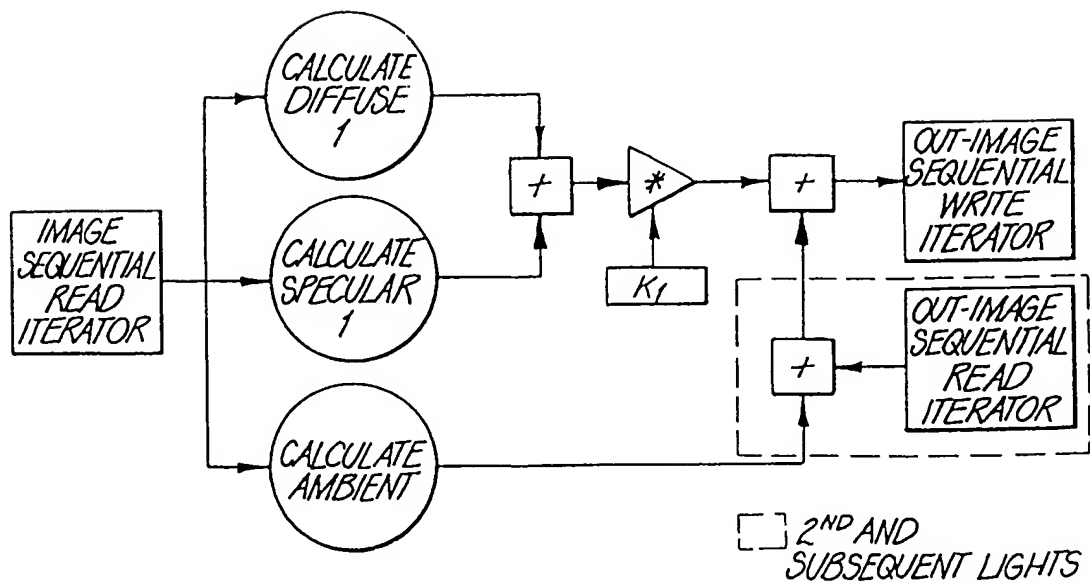 CALCULATE
DIFFUSE
1
IMAGE
SEQUENTIAL
READ
ITERATOR
CALCULATE
SPECULAR
1
CALCULATE
AMBIENT
+
*
K1
+
OUT-IMAGE
SEQUENTIAL
WRITE
ITERATOR
+
OUT-IMAGE
SEQUENTIAL
READ
ITERATOR
2ND AND
SUBSEQUENT LIGHTS